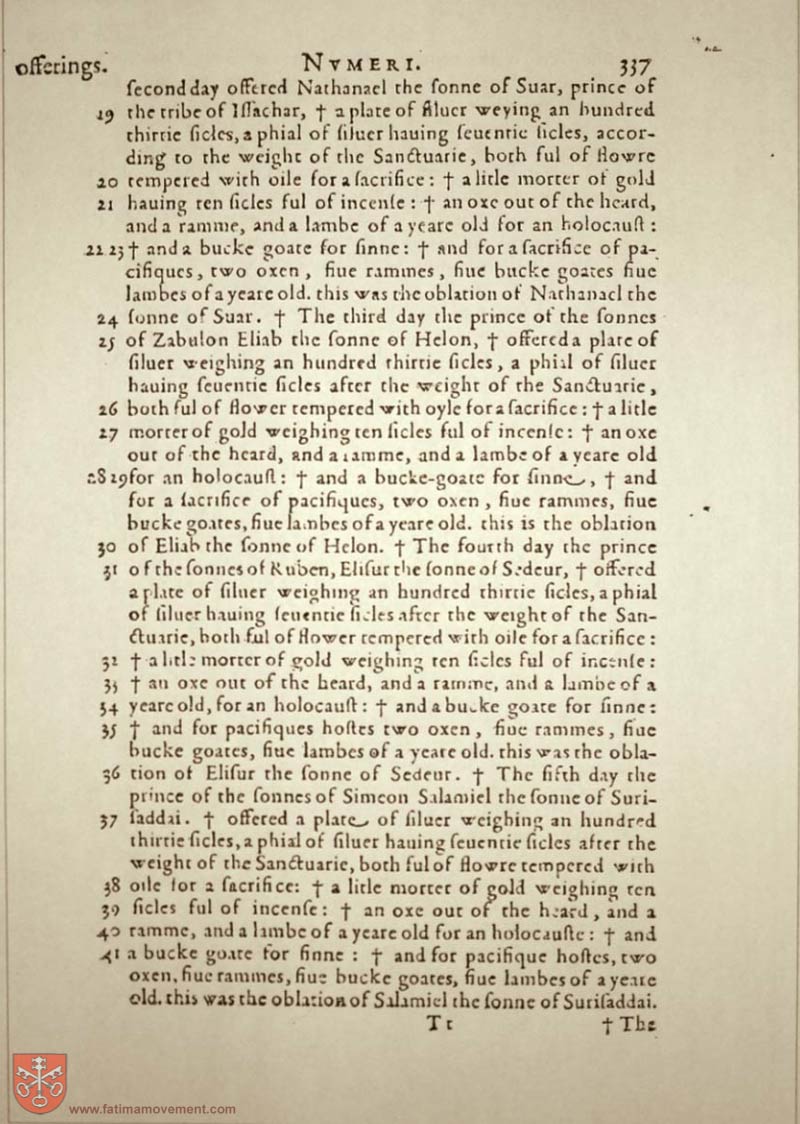 offerings. NVMERI. 337
ſecond day offered Nathanael the ſonne of Suar, prince of
19 the tribe of Iſſachar, † a plate of ſiluer weying an hundred
thirtie ſicles, a phial of ſiluer hauing ſeuentie ſicles, accor-
ding to the weight of the Sanctuarie, both ful of flowre
20 tempered with oile for a ſacrifice: † a litle morter of gold
21 hauing ten ſicles ful of incenſe: † an oxe out of the heard,
and a ramme, and a lambe of a yeare old for an holocauſt:
22 23 † and a bucke goate for ſinne: † and for a ſacrifice of pa-
cifiques, two oxen, fiue rammes, fiue bucke goates fiue
lambes of a yeare old. this was the oblation of Nathanael the
24 ſonne of Suar. † The third day the prince of the ſonnes
25 of Zabulon Eliab the ſonne of Helon, † offered a plate of
ſiluer weighing an hundred thirtie ſicles, a phial of ſiluer
hauing ſeuentie ſicles after the weight of the Sanctuarie,
26 both ful of flower tempered with oyle for a ſacrifice: † a litle
27 morter of gold weighing ten ſicles ful of incenſe: † an oxe
out of the heard, and a ramme, and a lambe of a yeare old
28 29 for an holocauſt: † and a bucke-goate for ſinne, † and
for a ſacrifice of pacifiques, two oxen, fiue rammes, fiue
bucke goates, fiue lambes of a yeare old. this is the oblation
30 of Eliab the ſonne of Helon. † The fourth day the prince
31 of the ſonnes of Ruben, Eliſur the ſonne of Sedeur, † offered
a plate of ſiluer weighing an hundred thirtie ſicles, a phial
of ſiluer hauing ſeuentie ſicles after the weight of the San-
ctuarie, both ful of flower tempered with oile for a ſacrifice:
32 † a litle morter of gold weighing ten ſicles ful of incenſe:
33 † an oxe out of the heard, and a ramme, and a lambe of a
34 yeare old, for an holocauſt: † and a bucke goate for ſinne:
35 † and for pacifiques hoſtes two oxen, fiue rammes, fiue
bucke goates, fiue lambes of a yeare old. this was the obla-
36 tion of Eliſur the ſonne of Sedeur. † The fifth day the
prince of the ſonnes of Simeon Salamiel the ſonne of Suri-
37 ſaddai. † offered a plate of ſiluer weighing an hundred
thirtie ſicles, a phial of ſiluer hauing ſeuentie ſicles after the
weight of the Sanctuarie, both ful of flowre tempered with
38 oile for a ſacrifice: † a litle morter of gold weighing ten
39 ſicles ful of incenſe: † an oxe out of the heard, and a
40 ramme, and a lambe of a yeare old for an holocauſte: † and
41 a bucke goate for ſinne: † and for pacifique hoſtes, two
oxen, fiue rammes, fiue bucke goates, fiue lambes of a yeare
old. this was the oblation of Salamiel the ſonne of Suriſaddai.
Tt † The
www.fatimamovement.com